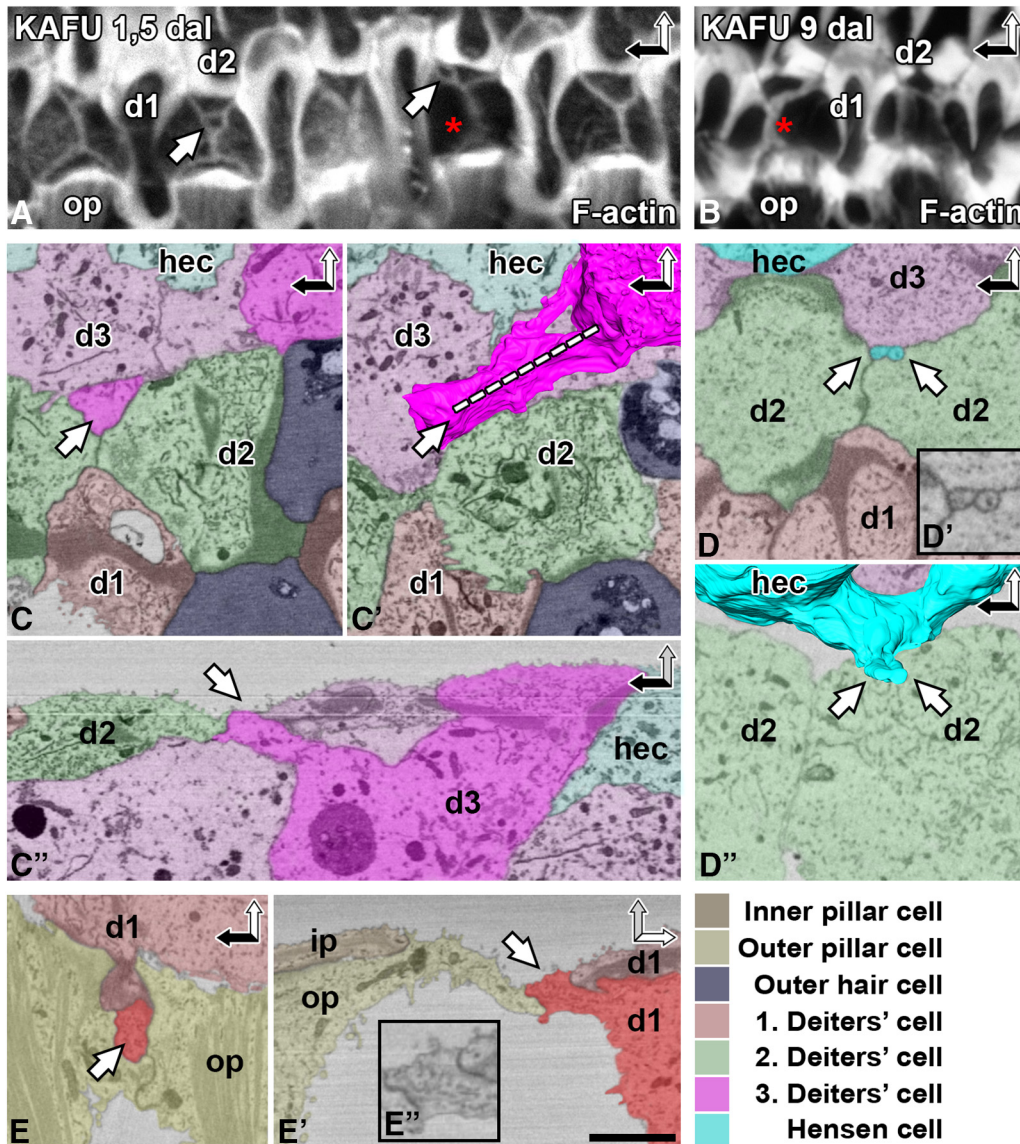 KAFU 1,5 dal
d2
d1
op
A
F-actin
KAFU 9 dal
d2
d1
op
B
F-actin
hec
d3
d2
d1
C
hec
d3
d2
d1
C’
d2
d3
hec
C’’
hec
d3
d2
d2
d1
D
D’
hec
d2
d2
D’’
d1
op
E
ip
op
d1
d1
E’
E’’
Inner pillar cell
Outer pillar cell
Outer hair cell
1. Deiters’ cell
2. Deiters’ cell
3. Deiters’ cell
Hensen cell